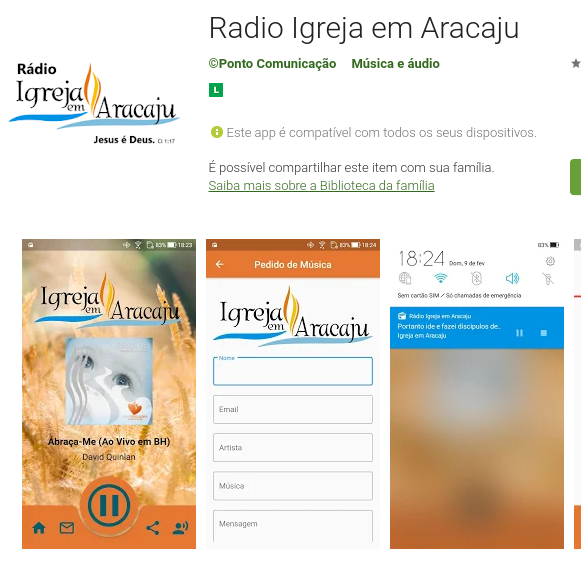 Radio Igreja em Aracaju
©Ponto Comunicação Música e áudio
L
Este app é compatível com todos os seus dispositivos.
É possível compartilhar este item com sua família.
Saiba mais sobre a Biblioteca da família
Rádio
Igreja
em
Aracaju
Jesus é Deus.
83% 18:23
Igreja
em
Aracaju
Abraça-Me (Ao Vivo em BH)
David Quinlan
83% 18:24
Pedido de Música
Igreja
em
Aracaju
Nome
Email
Artista
Música
Mensagem
83%
18:24 Dom, 9 de fev
Sem cartão SIM / Só chamadas de emergência
Rádio Igreja em Aracaju
Portanto ide e fazei discipulos de..
Igreja em Aracaju